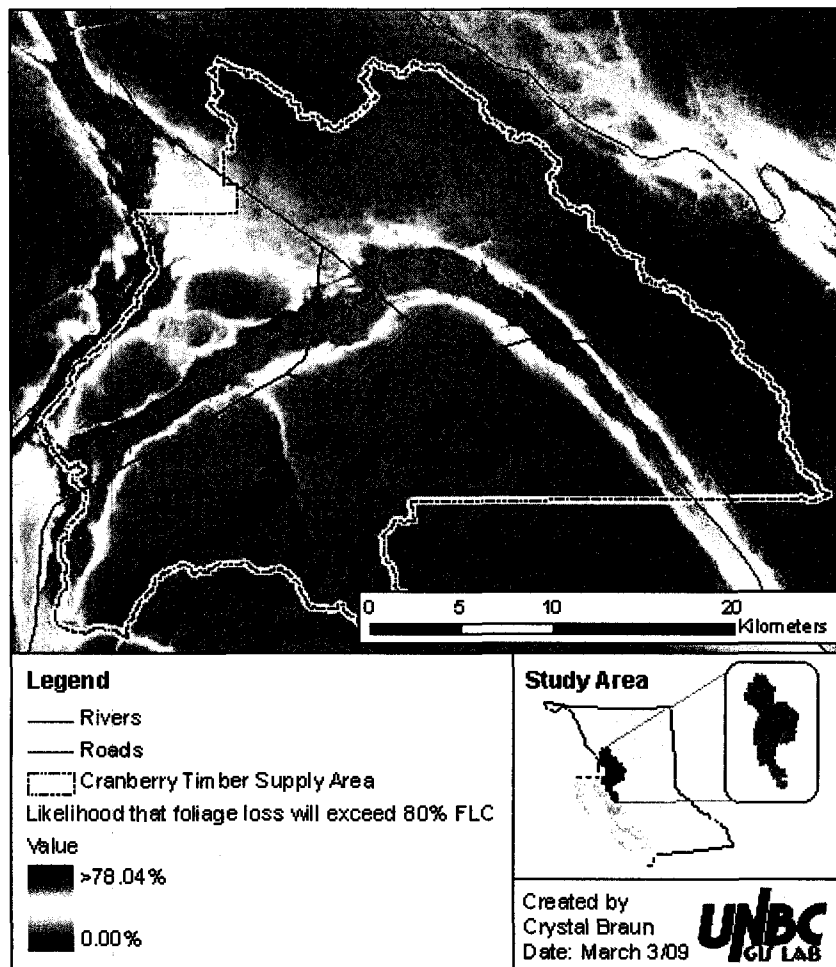 0 5 10 20
Kilometers
Legend
Rivers
Roads
Cranberry Timber Supply Area
Likelihood that foliage loss will exceed 80% FLC
Value
>78.04%
0.00%
Study Area
Created by
Crystal Braun
Date: March 3/09
UNBC
GIS LAB